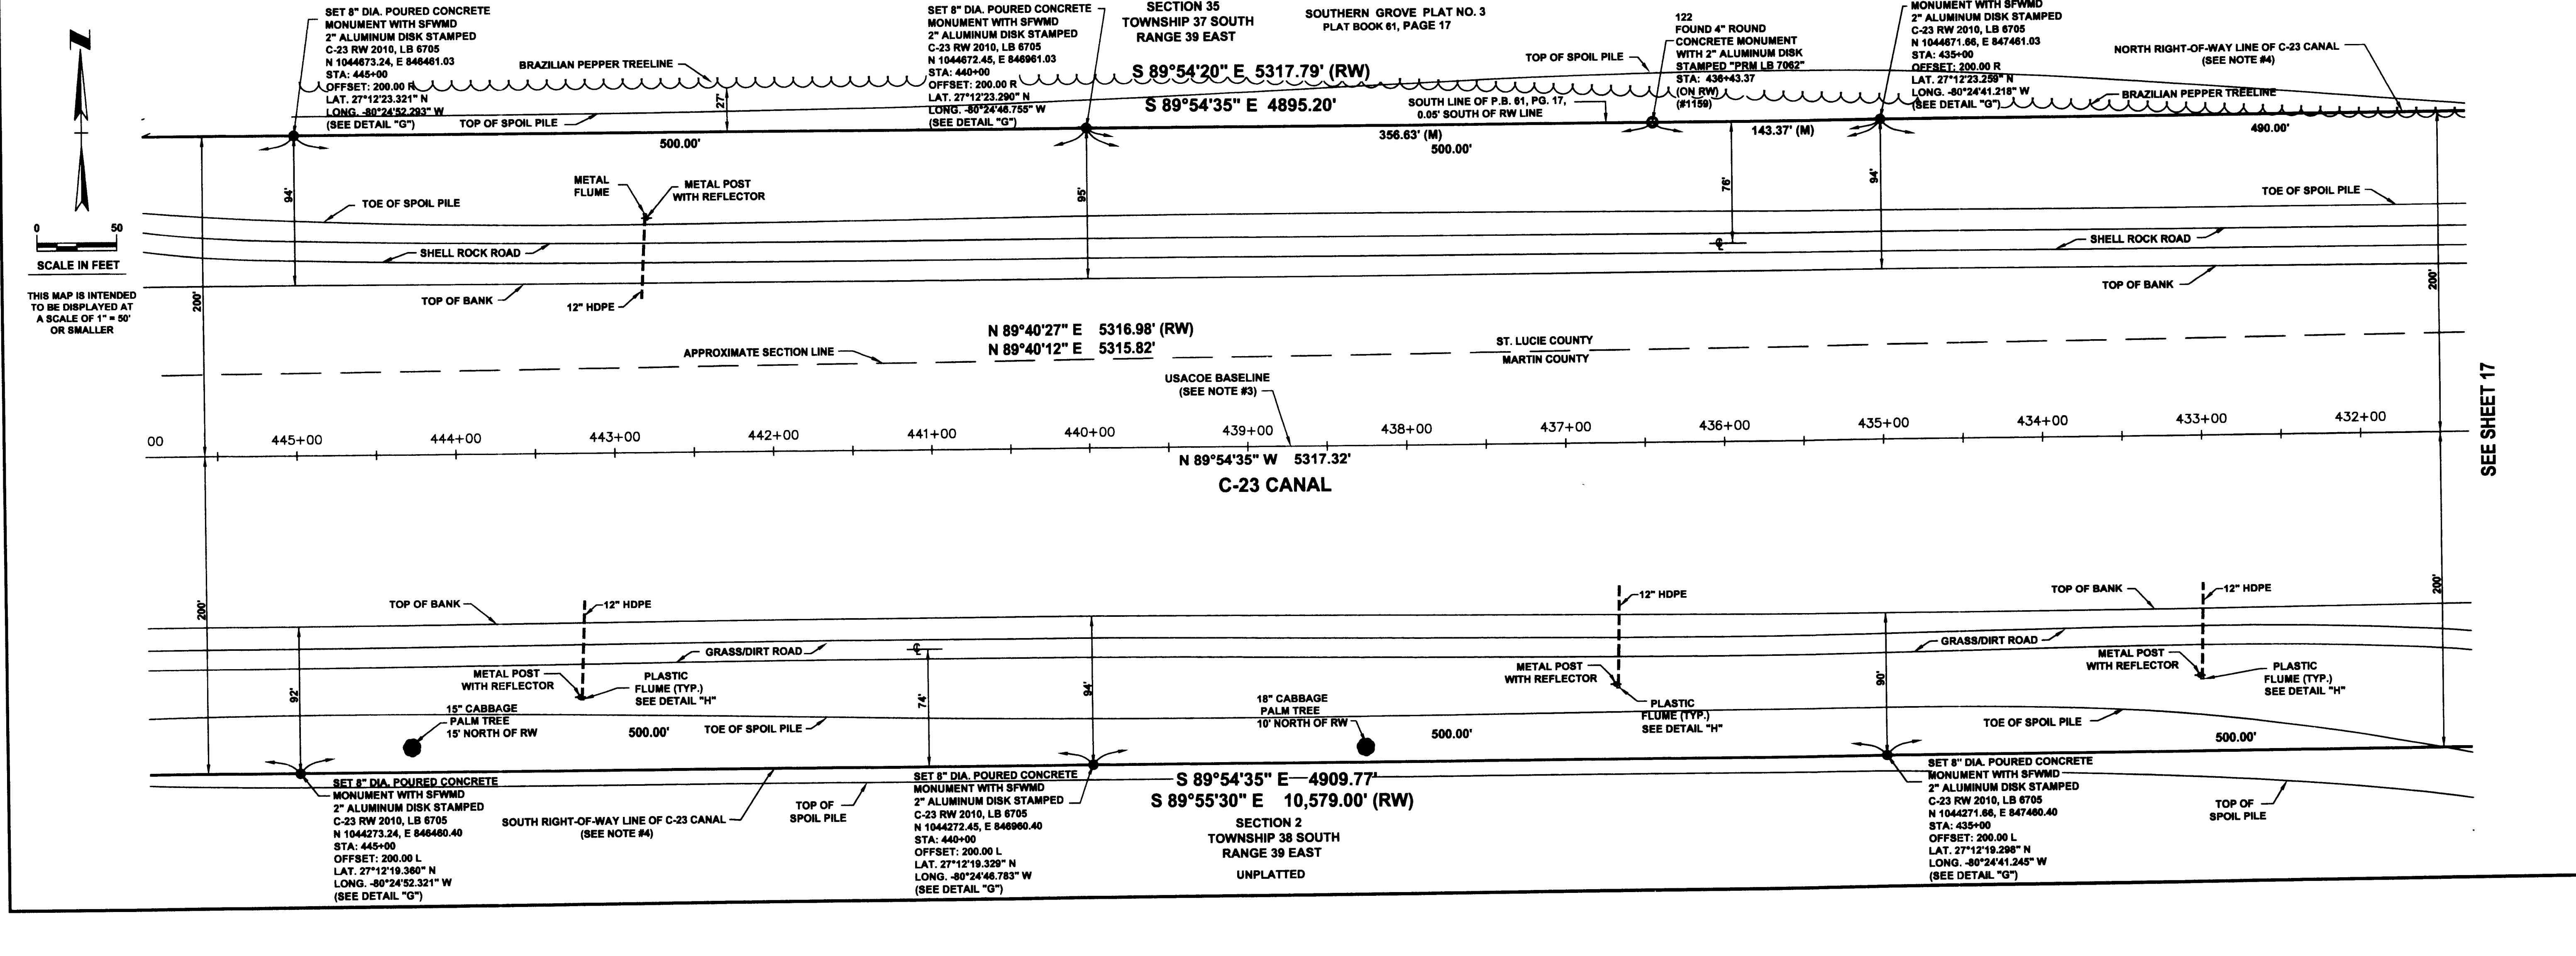 SET 8" DIA. POURED CONCRETE
MONUMENT WITH SFWMD
2" ALUMINUM DISK STAMPED
C-23 RW 2010, LB 6705
N 1044673.24, E 846461.03
STA: 445+00
OFFSET: 200.00 R
LAT. 27°12'23.321" N
LONG. -80°24'52.293" W
(SEE DETAIL "G")
BRAZILIAN PEPPER TREELINE
TOP OF SPOIL PILE
27'
SET 8" DIA. POURED CONCRETE
MONUMENT WITH SFWMD
2" ALUMINUM DISK STAMPED
C-23 RW 2010, LB 6705
N 1044672.45, E 846961.03
STA: 440+00
OFFSET: 200.00 R
LAT. 27°12'23.290" N
LONG. -80°24'46.755" W
(SEE DETAIL "G")
SECTION 35
TOWNSHIP 37 SOUTH
RANGE 39 EAST
S 89°54'20" E 5317.79' (RW)
S 89°54'35" E 4895.20'
SOUTHERN GROVE PLAT NO. 3
PLAT BOOK 61, PAGE 17
TOP OF SPOIL PILE
SOUTH LINE OF P.B. 61, PG. 17,
0.05' SOUTH OF RW LINE
122
FOUND 4" ROUND
CONCRETE MONUMENT
WITH 2" ALUMINUM DISK
STAMPED "PRM LB 7062"
STA: 436+43.37
(ON RW)
(#1159)
MONUMENT WITH SFWMD
2" ALUMINUM DISK STAMPED
C-23 RW 2010, LB 6705
N 1044671.66, E 847461.03
STA: 435+00
OFFSET: 200.00 R
LAT. 27°12'23.259" N
LONG. -80°24'41.218" W
(SEE DETAIL "G")
NORTH RIGHT-OF-WAY LINE OF C-23 CANAL
(SEE NOTE #4)
BRAZILIAN PEPPER TREELINE
500.00'
356.63' (M)
500.00'
143.37' (M)
490.00'
N
0 50
SCALE IN FEET
THIS MAP IS INTENDED
TO BE DISPLAYED AT
A SCALE OF 1" = 50'
OR SMALLER
94'
95'
76'
94'
METAL
FLUME
METAL POST
WITH REFLECTOR
TOE OF SPOIL PILE
TOE OF SPOIL PILE
SHELL ROCK ROAD
SHELL ROCK ROAD
TOP OF BANK
12" HDPE
TOP OF BANK
200'
200'
N 89°40'27" E 5316.98' (RW)
N 89°40'12" E 5315.82'
APPROXIMATE SECTION LINE
ST. LUCIE COUNTY
MARTIN COUNTY
USACOE BASELINE
(SEE NOTE #3)
00 445+00 444+00 443+00 442+00 441+00 440+00 439+00 438+00 437+00 436+00 435+00 434+00 433+00 432+00
N 89°54'35" W 5317.32'
C-23 CANAL
SEE SHEET 17
200'
200'
TOP OF BANK
12" HDPE
12" HDPE
TOP OF BANK
12" HDPE
GRASS/DIRT ROAD
GRASS/DIRT ROAD
92'
METAL POST
WITH REFLECTOR
PLASTIC
FLUME (TYP.)
SEE DETAIL "H"
15" CABBAGE
PALM TREE
15' NORTH OF RW
500.00'
TOE OF SPOIL PILE
74'
94'
18" CABBAGE
PALM TREE
10' NORTH OF RW
500.00'
METAL POST
WITH REFLECTOR
PLASTIC
FLUME (TYP.)
SEE DETAIL "H"
90'
TOE OF SPOIL PILE
METAL POST
WITH REFLECTOR
PLASTIC
FLUME (TYP.)
SEE DETAIL "H"
500.00'
SET 8" DIA. POURED CONCRETE
MONUMENT WITH SFWMD
2" ALUMINUM DISK STAMPED
C-23 RW 2010, LB 6705
N 1044273.24, E 846460.40
STA: 445+00
OFFSET: 200.00 L
LAT. 27°12'19.360" N
LONG. -80°24'52.321" W
(SEE DETAIL "G")
SOUTH RIGHT-OF-WAY LINE OF C-23 CANAL
(SEE NOTE #4)
TOP OF
SPOIL PILE
SET 8" DIA. POURED CONCRETE
MONUMENT WITH SFWMD
2" ALUMINUM DISK STAMPED
C-23 RW 2010, LB 6705
N 1044272.45, E 846960.40
STA: 440+00
OFFSET: 200.00 L
LAT. 27°12'19.329" N
LONG. -80°24'46.783" W
(SEE DETAIL "G")
S 89°54'35" E 4909.77'
S 89°55'30" E 10,579.00' (RW)
SECTION 2
TOWNSHIP 38 SOUTH
RANGE 39 EAST
UNPLATTED
SET 8" DIA. POURED CONCRETE
MONUMENT WITH SFWMD
2" ALUMINUM DISK STAMPED
C-23 RW 2010, LB 6705
N 1044271.66, E 847460.40
STA: 435+00
OFFSET: 200.00 L
LAT. 27°12'19.298" N
LONG. -80°24'41.245" W
(SEE DETAIL "G")
TOP OF
SPOIL PILE